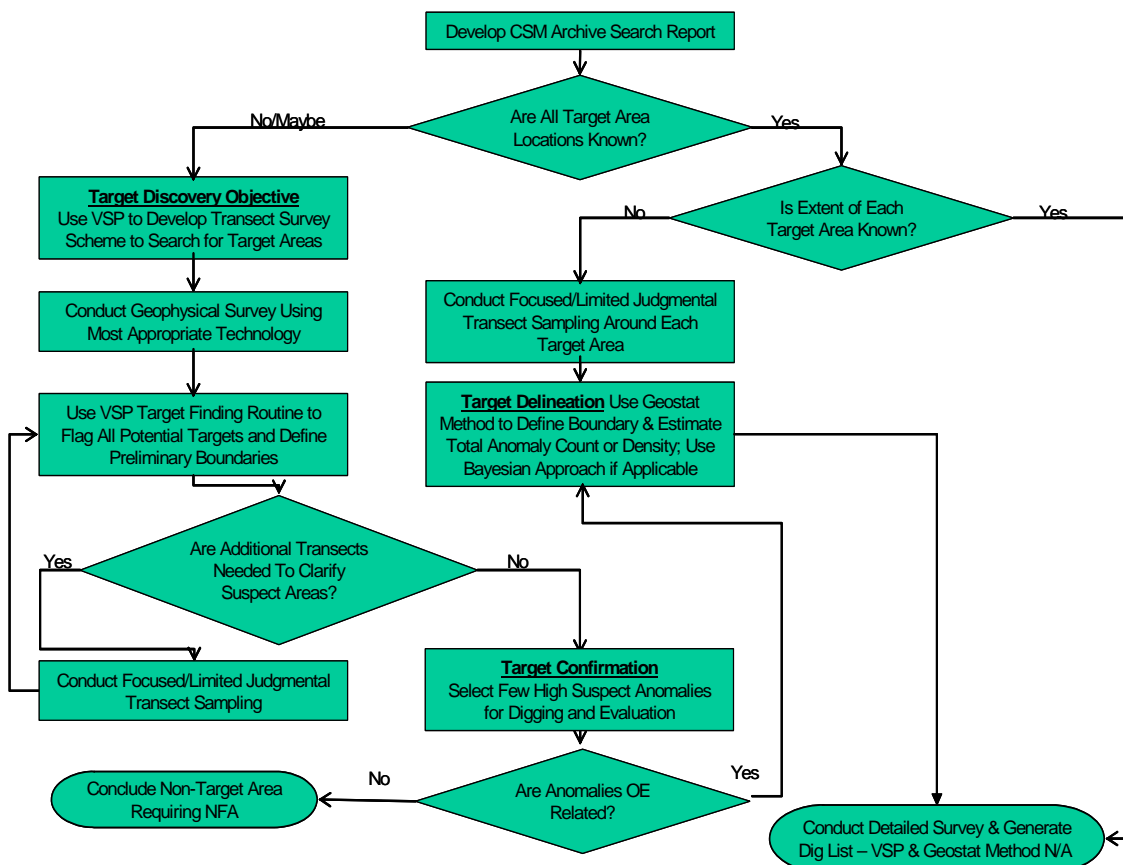 Develop CSM Archive Search Report
Are All Target Area
Locations Known?
No/Maybe
Yes
Target Discovery Objective
Use VSP to Develop Transect Survey
Scheme to Search for Target Areas
Is Extent of Each
Target Area Known?
No
Yes
Conduct Geophysical Survey Using
Most Appropriate Technology
Conduct Focused/Limited Judgmental
Transect Sampling Around Each
Target Area
Use VSP Target Finding Routine to
Flag All Potential Targets and Define
Preliminary Boundaries
Target Delineation Use Geostat
Method to Define Boundary & Estimate
Total Anomaly Count or Density; Use
Bayesian Approach if Applicable
Are Additional Transects
Needed To Clarify
Suspect Areas?
Yes
No
Conduct Focused/Limited Judgmental
Transect Sampling
Target Confirmation
Select Few High Suspect Anomalies
for Digging and Evaluation
Are Anomalies OE
Related?
No
Yes
Conclude Non-Target Area
Requiring NFA
Conduct Detailed Survey & Generate
Dig List – VSP & Geostat Method N/A